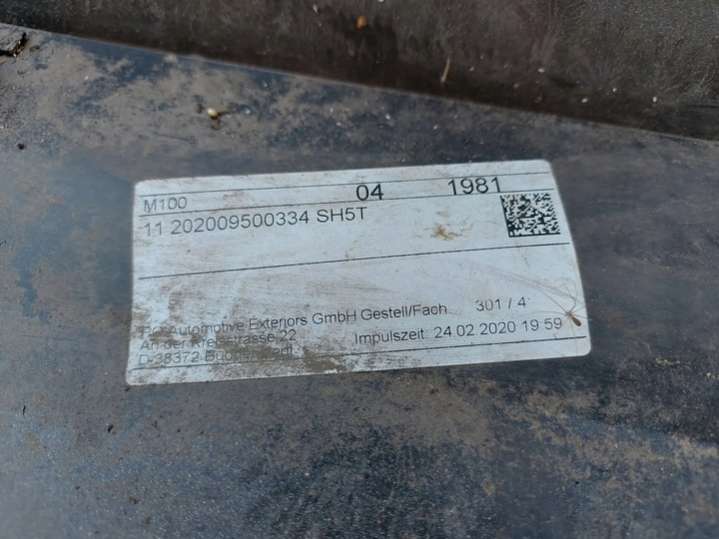 M100 04 1981
11 202009500334 SH5T
Automotive Exteriors GmbH Gestell/Fach 301 / 4
An der 22 Impulszeit: 24.02.2020 19:59
D-38372